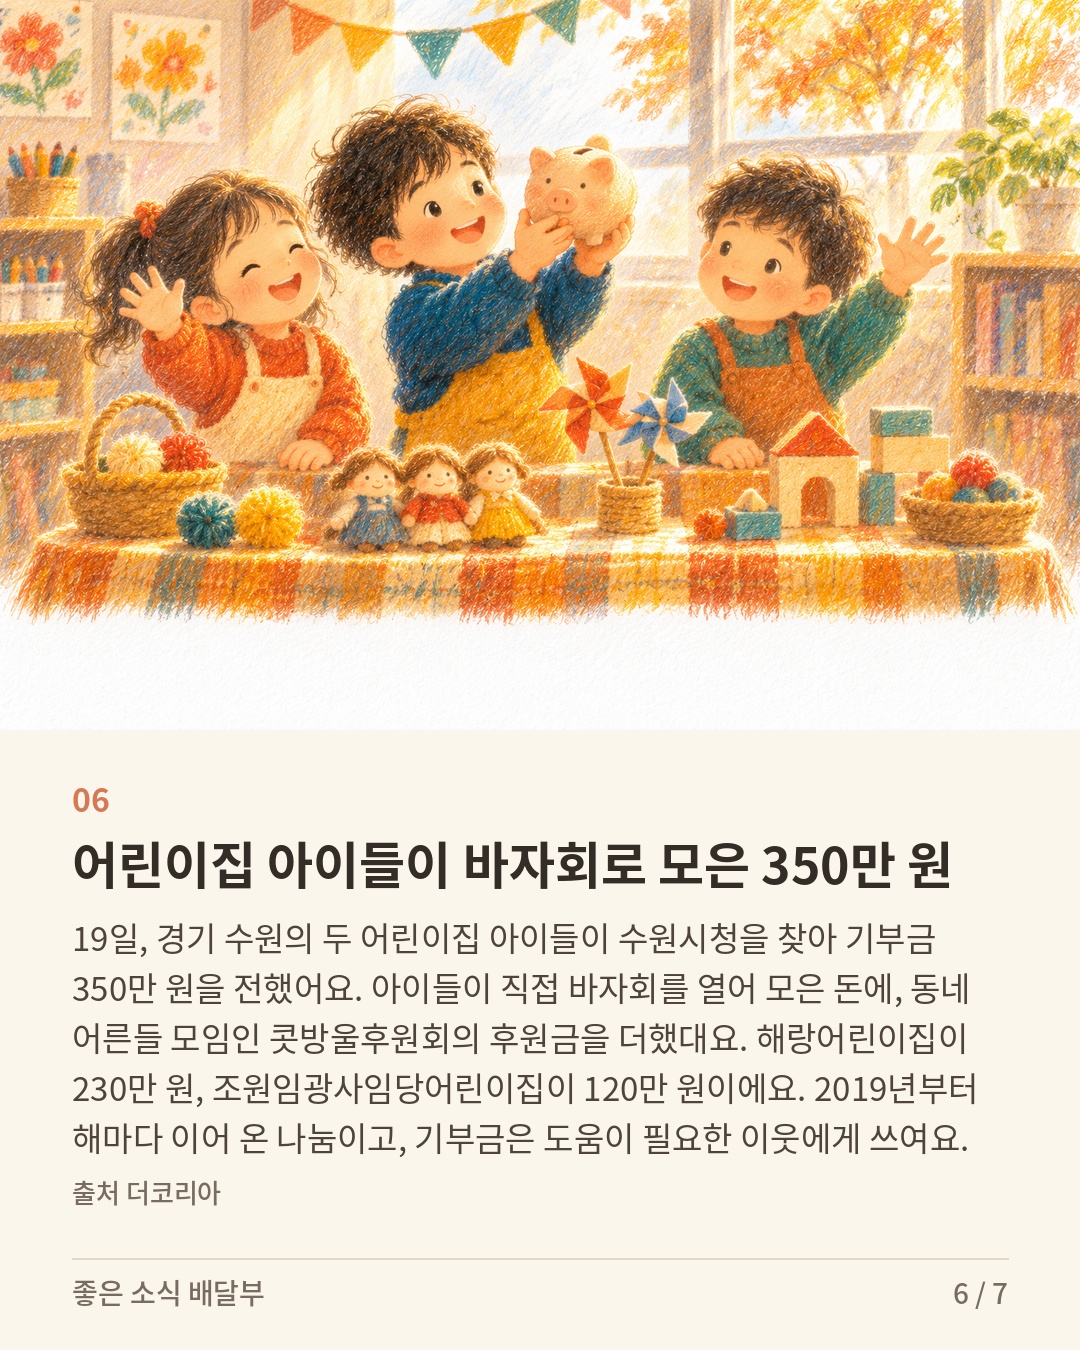 06
어린이집 아이들이 바자회로 모은 350만 원
19일, 경기 수원의 두 어린이집 아이들이 수원시청을 찾아 기부금
350만 원을 전했어요. 아이들이 직접 바자회를 열어 모은 돈에, 동네
어른들 모임인 콧방울후원회의 후원금을 더했대요. 해랑어린이집이
230만 원, 조원임광사임당어린이집이 120만 원이에요. 2019년부터
해마다 이어 온 나눔이고, 기부금은 도움이 필요한 이웃에게 쓰여요.
출처 더코리아
좋은 소식 배달부
6 / 7